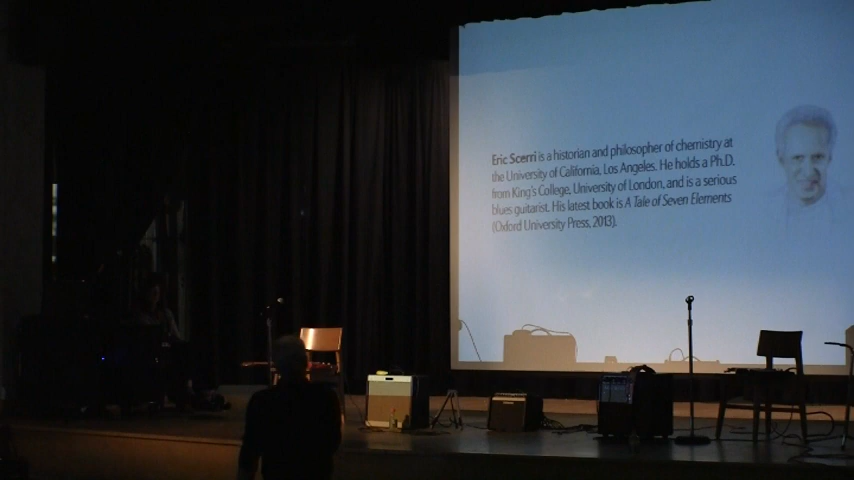 Eric Scerri is a historian and philosopher of chemistry at
the University of California, Los Angeles. He holds a Ph.D.
from King's College, University of London, and is a serious
blues guitarist. His latest book is A Tale of Seven Elements
(Oxford University Press, 2013).